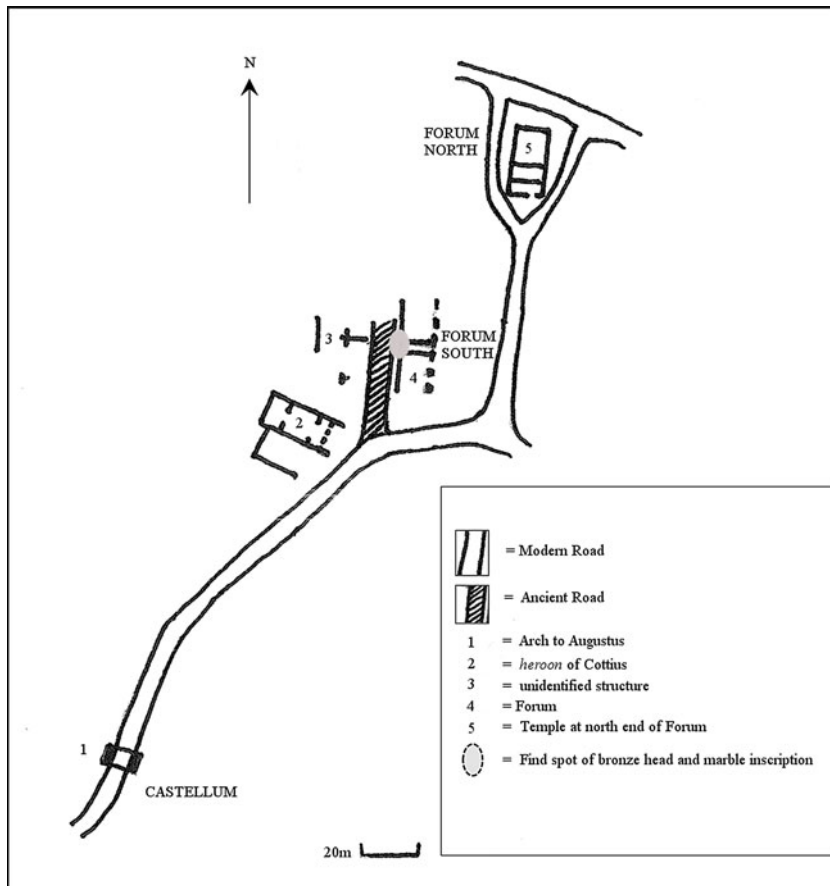 N
FORUM
NORTH
5
3
FORUM
SOUTH
4
2
1
CASTELLUM
20m
= Modern Road
= Ancient Road
1 = Arch to Augustus
2 = heroon of Cottius
3 = unidentified structure
4 = Forum
5 = Temple at north end of Forum
= Find spot of bronze head and marble inscription